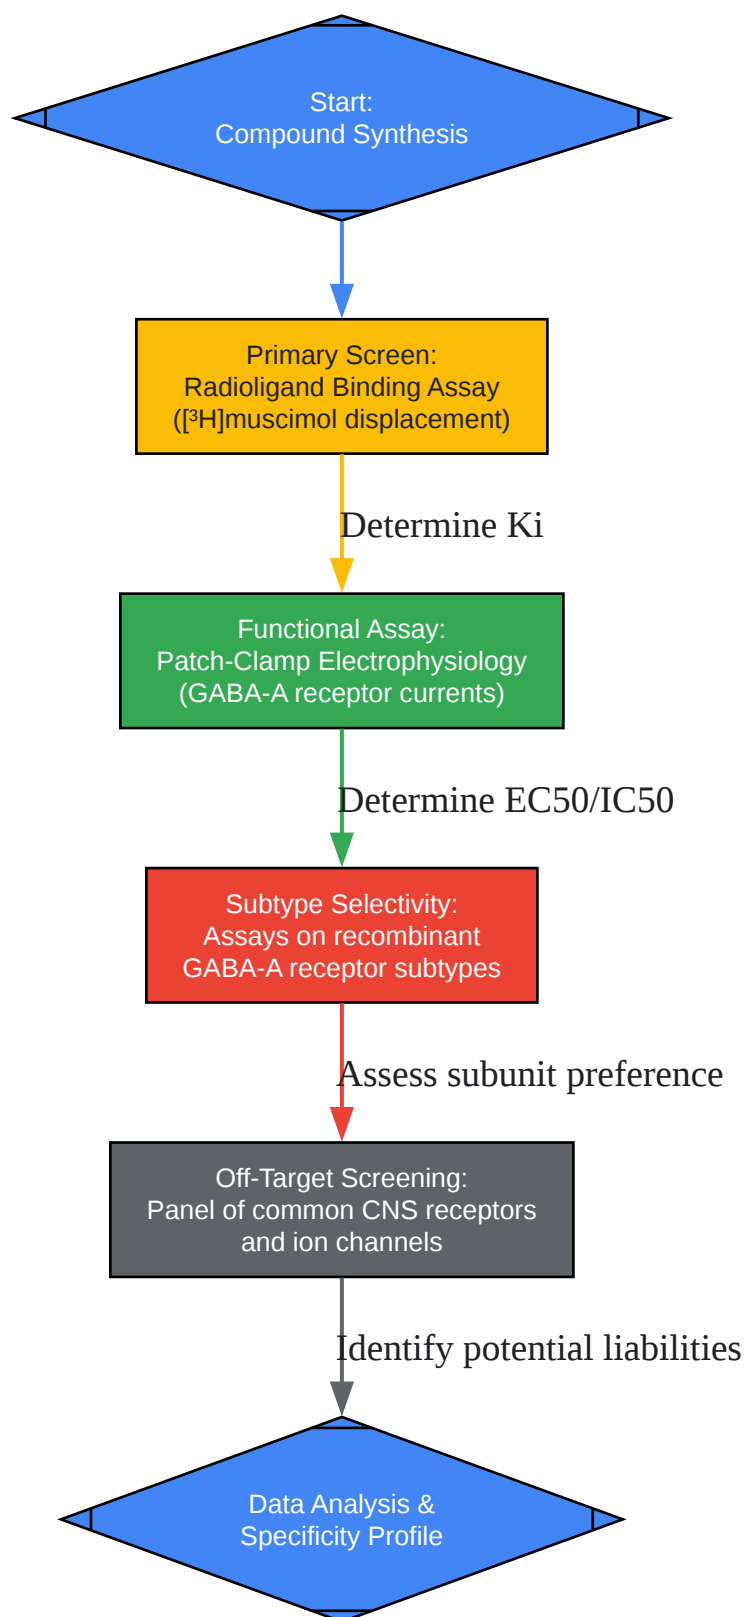 Start:
Compound Synthesis
Primary Screen:
Radioligand Binding Assay
([³H]muscimol displacement)
Determine Ki
Functional Assay:
Patch-Clamp Electrophysiology
(GABA-A receptor currents)
Determine EC50/IC50
Subtype Selectivity:
Assays on recombinant
GABA-A receptor subtypes
Assess subunit preference
Off-Target Screening:
Panel of common CNS receptors
and ion channels
Identify potential liabilities
Data Analysis &
Specificity Profile